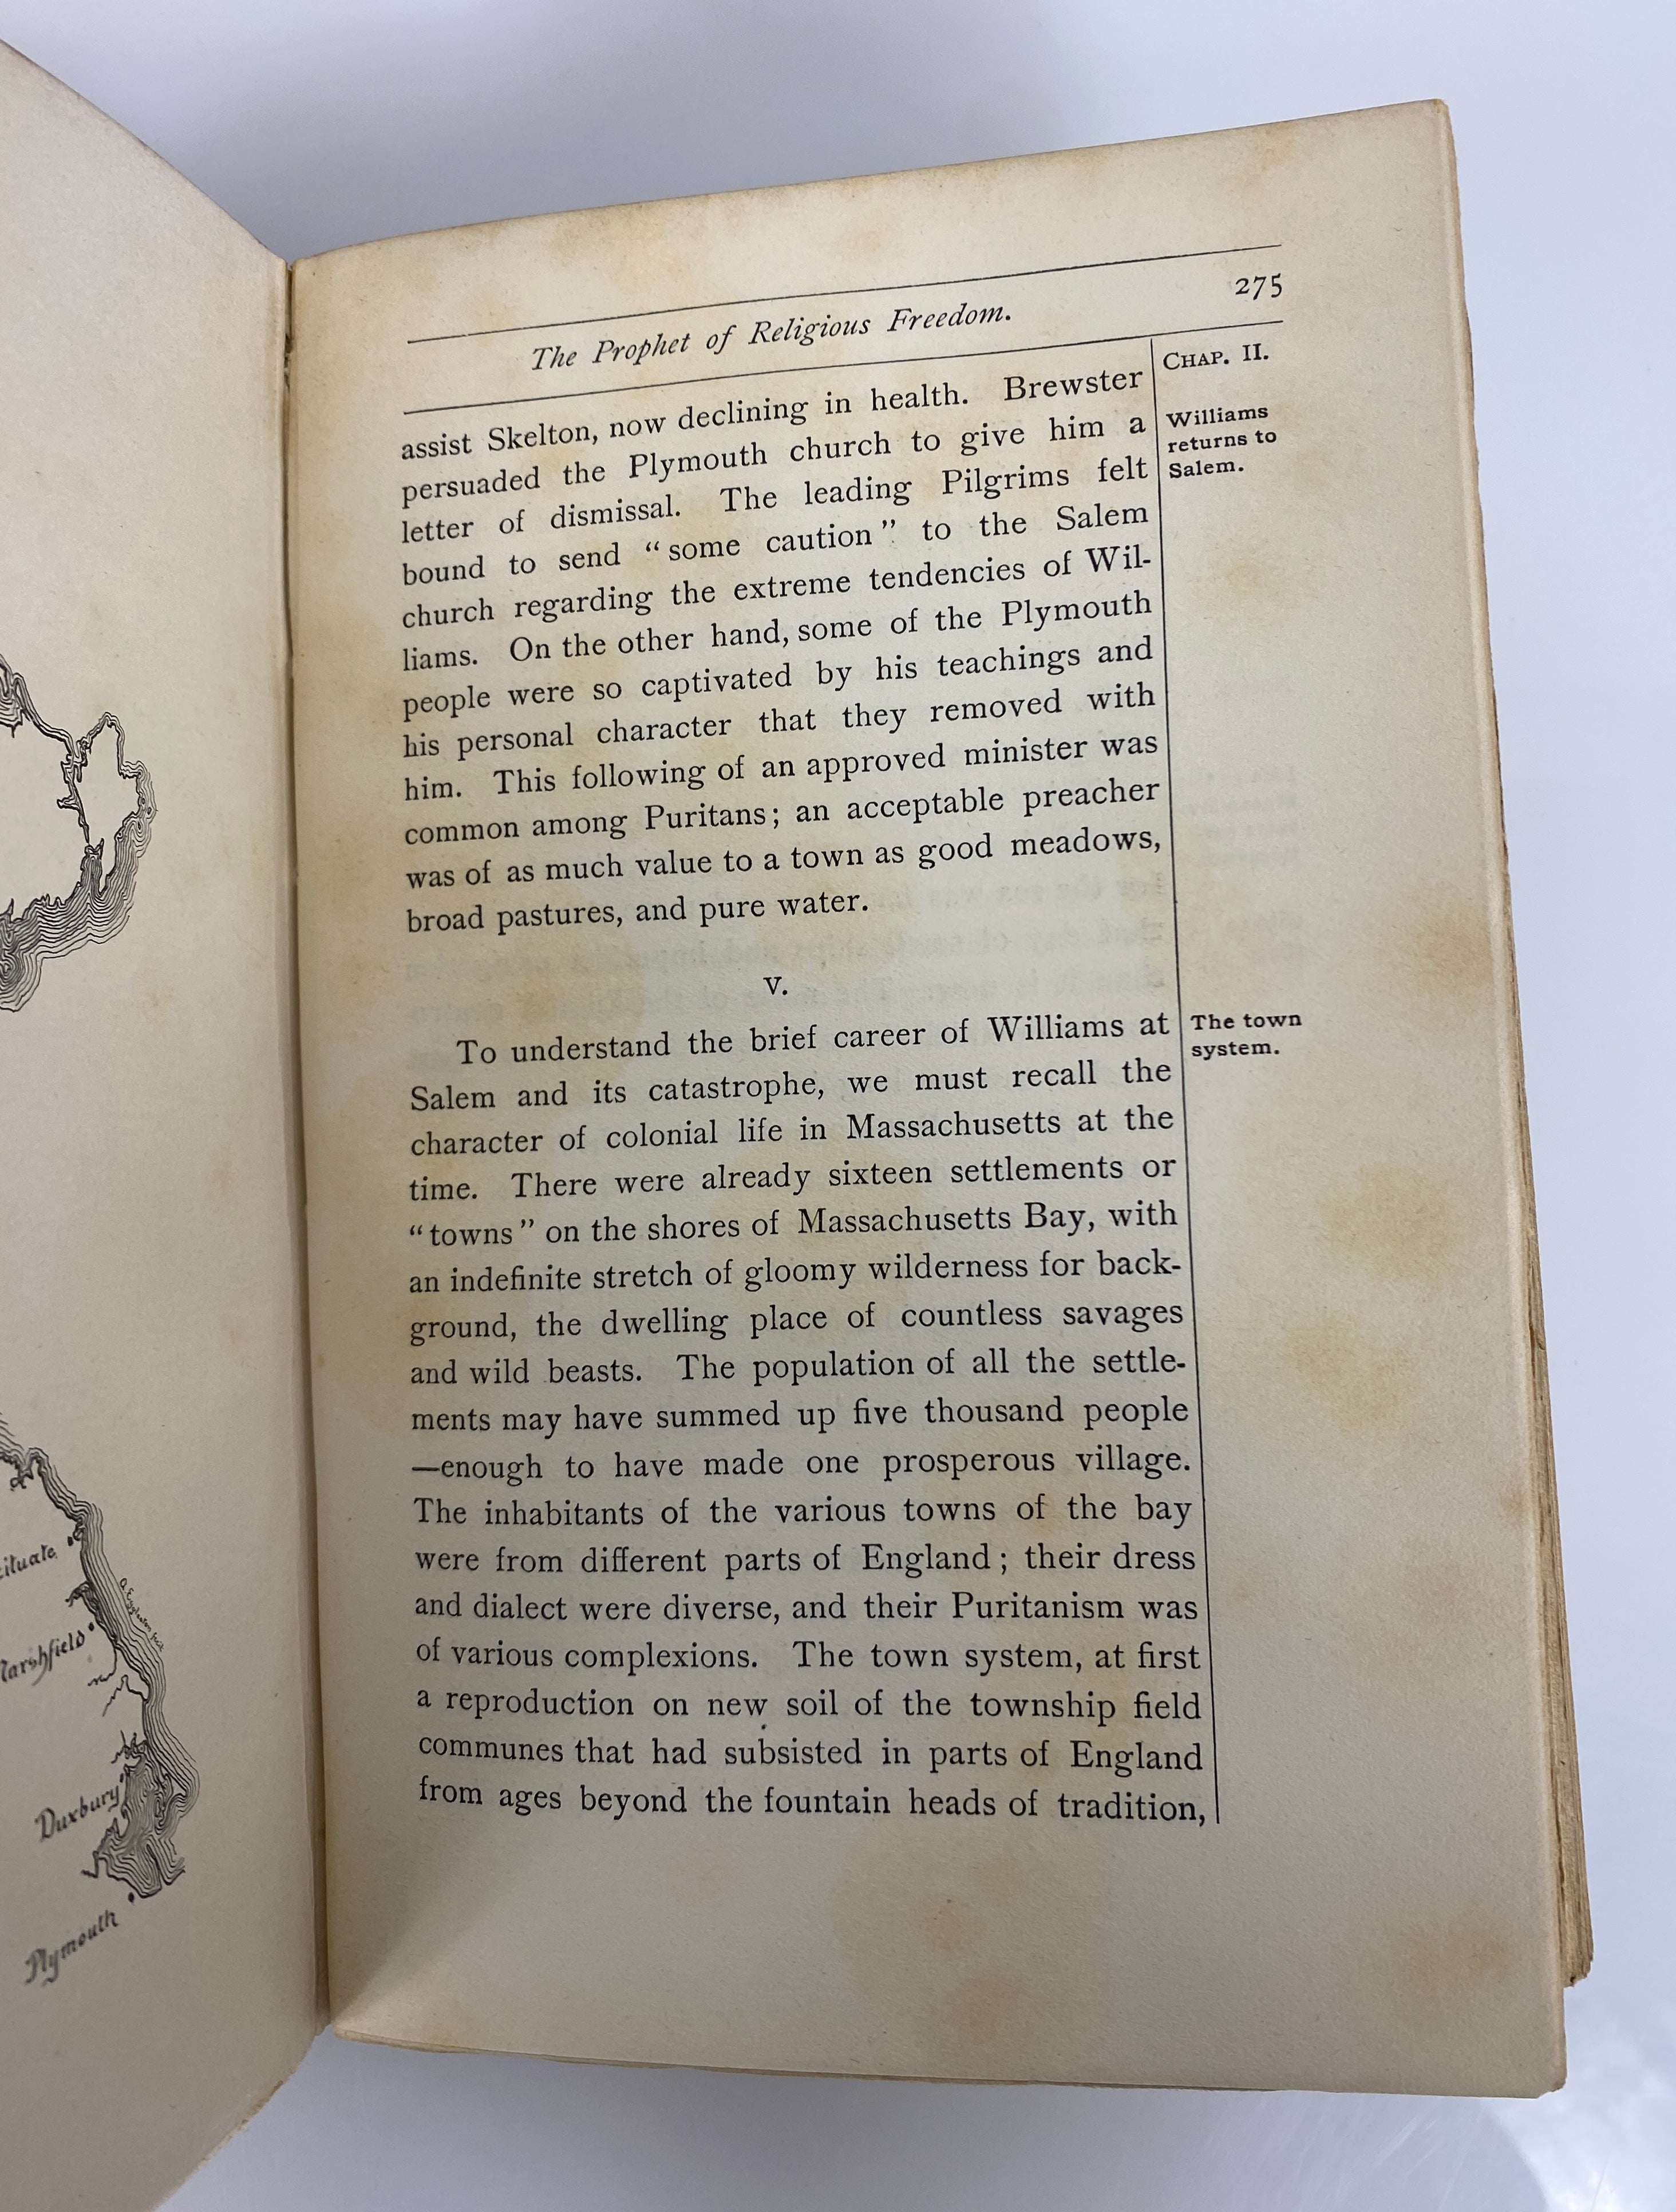 ituate
arshfield
Duxbury
Plymouth
The Prophet of Religious Freedom.
275
assist Skelton, now declining in health. Brewster
persuaded the Plymouth church to give him a
letter of dismissal. The leading Pilgrims felt
bound to send “some caution” to the Salem
church regarding the extreme tendencies of Wil-
liams. On the other hand, some of the Plymouth
people were so captivated by his teachings and
his personal character that they removed with
him. This following of an approved minister was
common among Puritans; an acceptable preacher
was of as much value to a town as good meadows,
broad pastures, and pure water.
CHAP. II.
Williams
returns to
Salem.
V.
To understand the brief career of Williams at
Salem and its catastrophe, we must recall the
character of colonial life in Massachusetts at the
time. There were already sixteen settlements or
“towns” on the shores of Massachusetts Bay, with
an indefinite stretch of gloomy wilderness for back-
ground, the dwelling place of countless savages
and wild beasts. The population of all the settle-
ments may have summed up five thousand people
—enough to have made one prosperous village.
The inhabitants of the various towns of the bay
were from different parts of England; their dress
and dialect were diverse, and their Puritanism was
of various complexions. The town system, at first
a reproduction on new soil of the township field
communes that had subsisted in parts of England
from ages beyond the fountain heads of tradition,
The town
system.